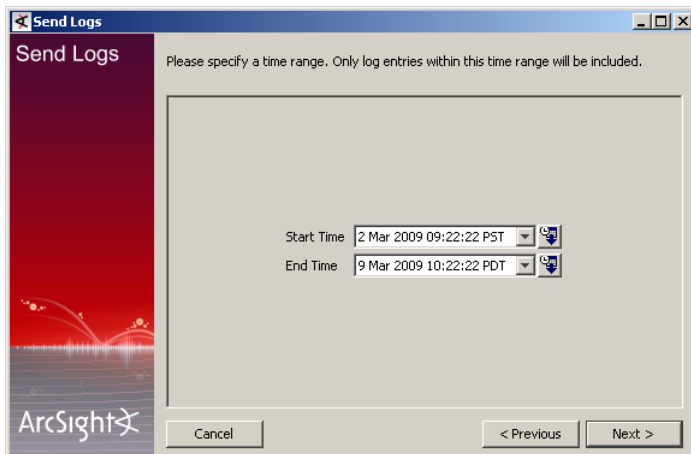 Send Logs
Send Logs
Please specify a time range. Only log entries within this time range will be included.
Start Time 2 Mar 2009 09:22:22 PST
End Time 9 Mar 2009 10:22:22 PDT
ArcSight
Cancel < Previous Next >